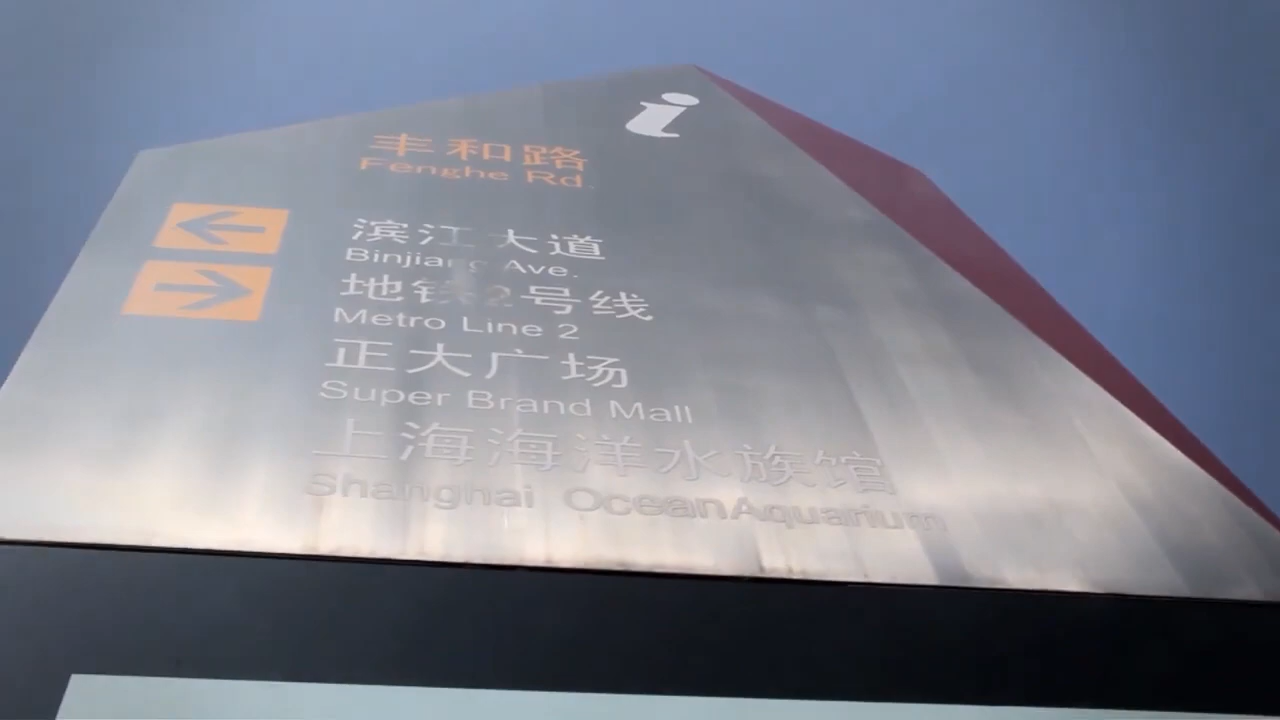 i
丰和路
Fenghe Rd.
滨江大道
Binjiang Ave.
地铁2号线
Metro Line 2
正大广场
Super Brand Mall
上海海洋水族馆
Shanghai Ocean Aquarium